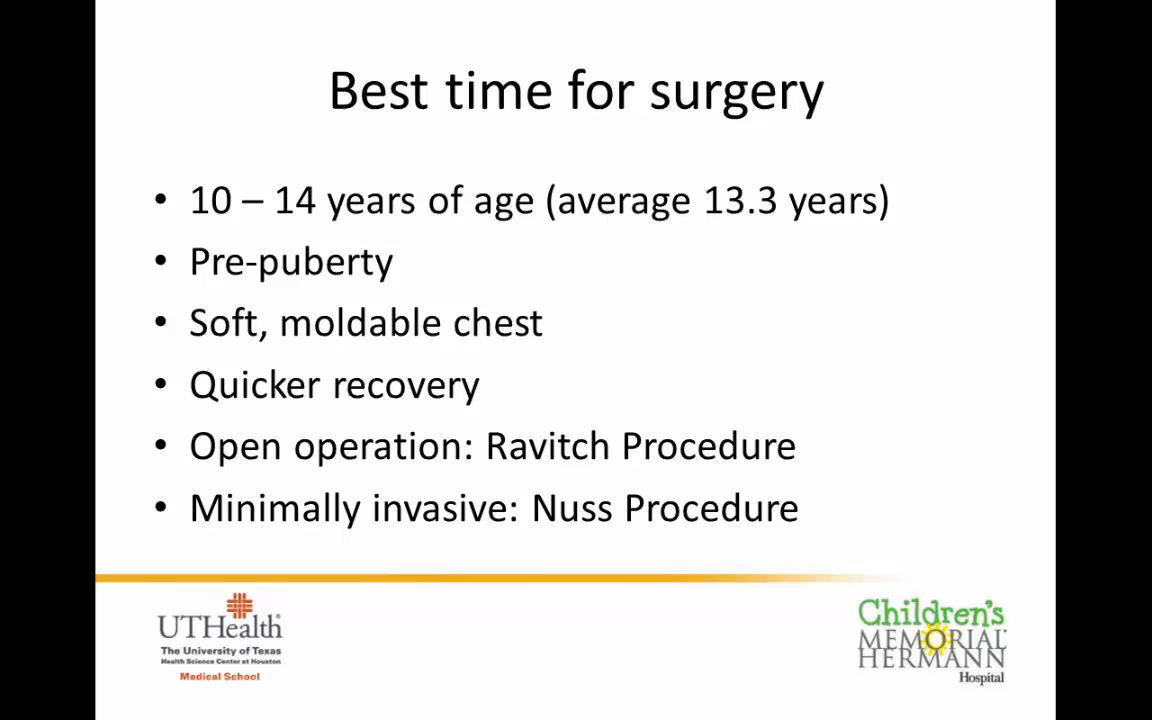 Best time for surgery
• 10 – 14 years of age (average 13.3 years)
• Pre-puberty
• Soft, moldable chest
• Quicker recovery
• Open operation: Ravitch Procedure
• Minimally invasive: Nuss Procedure
UTHealth
The University of Texas
Health Science Center at Houston
Medical School
Children's
MEMORIAL
HERMANN
Hospital